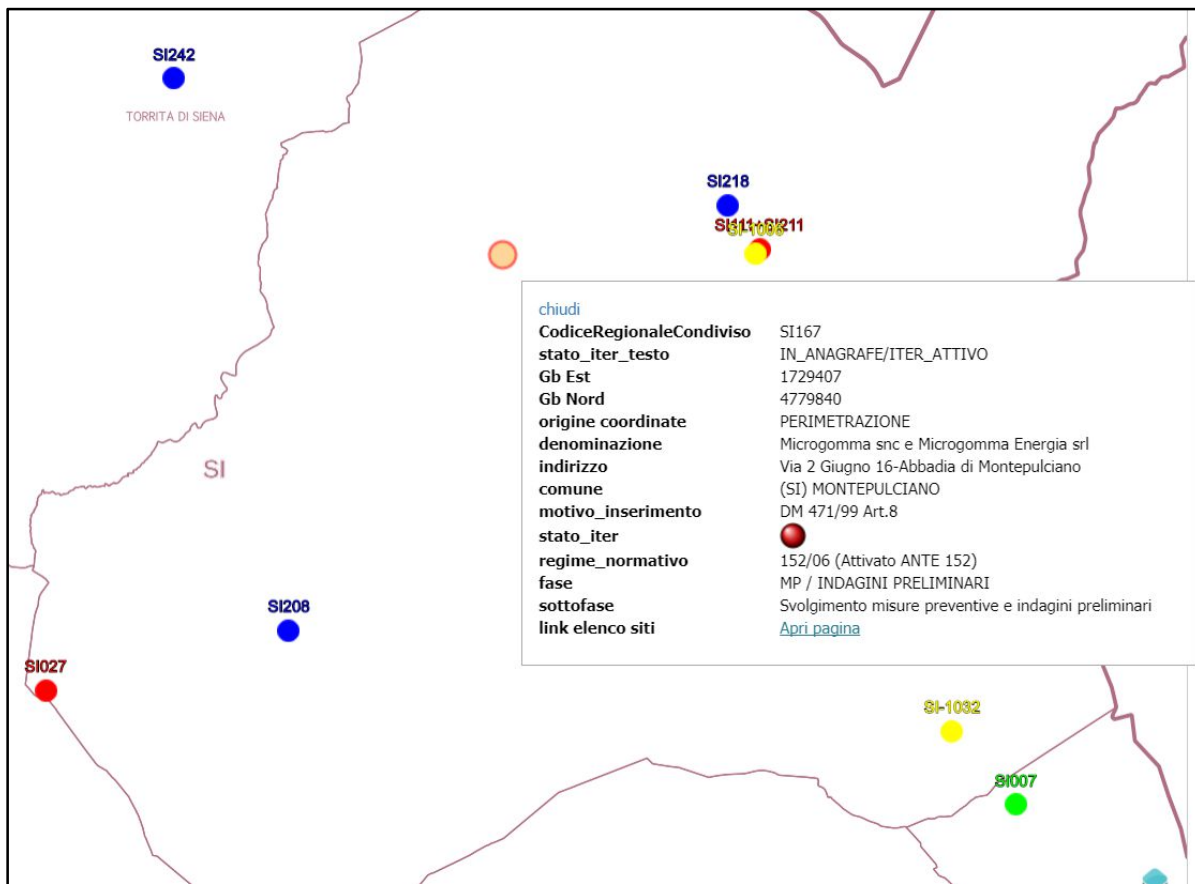 SI242
TORRITA DI SIENA
SI218
SI111+SI211
SI-1006
chiudi
CodiceRegionaleCondiviso SI167
stato_iter_testo IN_ANAGRAFE/ITER_ATTIVO
Gb Est 1729407
Gb Nord 4779840
origine coordinate PERIMETRAZIONE
denominazione Microgomma snc e Microgomma Energia srl
indirizzo Via 2 Giugno 16-Abbadia di Montepulciano
comune (SI) MONTEPULCIANO
motivo_inserimento DM 471/99 Art.8
stato_iter
regime_normativo 152/06 (Attivato ANTE 152)
fase MP / INDAGINI PRELIMINARI
sottofase Svolgimento misure preventive e indagini preliminari
link elenco siti Apri pagina
SI
SI208
SI027
SI-1032
SI007